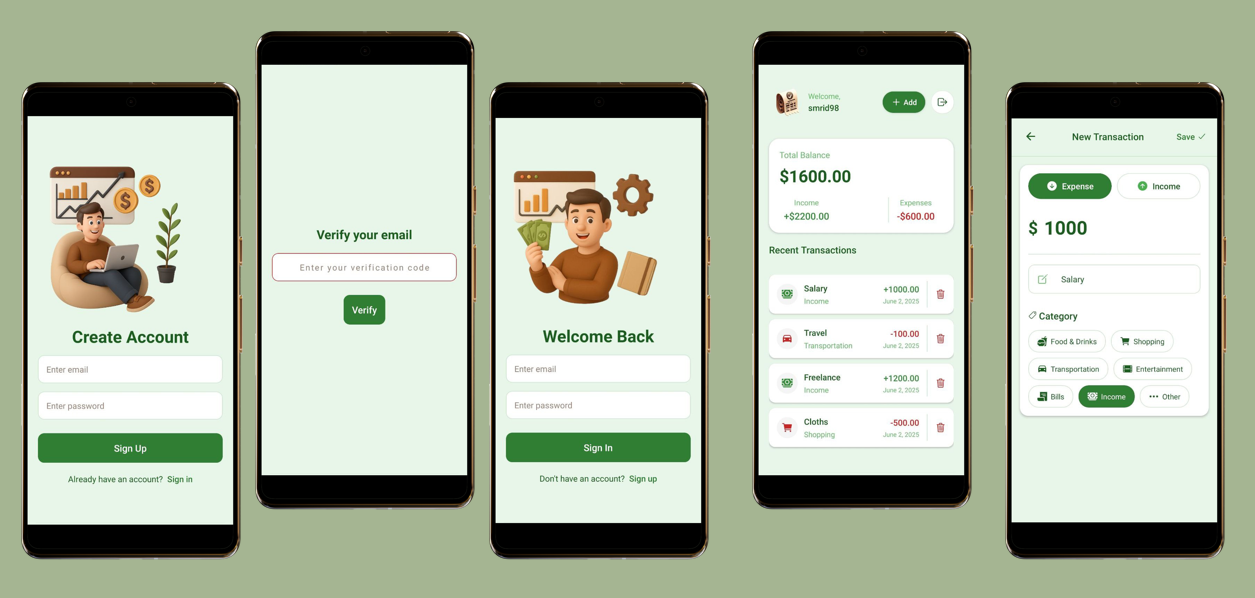 Create Account
Enter email
Enter password
Sign Up
Already have an account? Sign in
Verify your email
Enter your verification code
Verify
Welcome Back
Enter email
Enter password
Sign In
Don't have an account? Sign up
Welcome,
smrid98
+ Add
Total Balance
$1600.00
Income Expenses
+$2200.00 -$600.00
Recent Transactions
Salary +1000.00
Income June 2, 2025
Travel -100.00
Transportation June 2, 2025
Freelance +1200.00
Income June 2, 2025
Cloths -500.00
Shopping June 2, 2025
New Transaction Save
Expense Income
$ 1000
Salary
Category
Food & Drinks Shopping
Transportation Entertainment
Bills Income Other